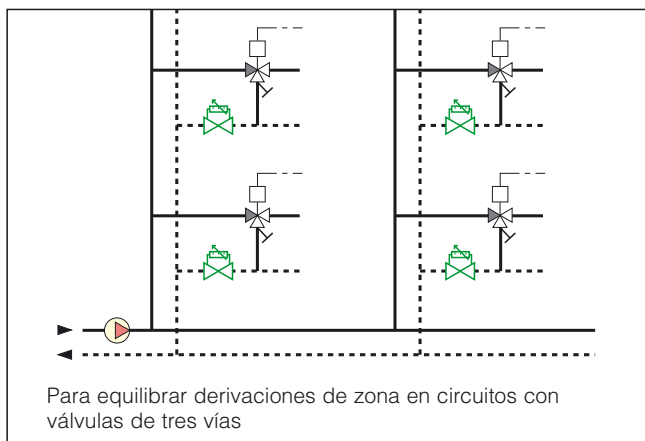 Para equilibrar derivaciones de zona en circuitos con
válvulas de tres vías